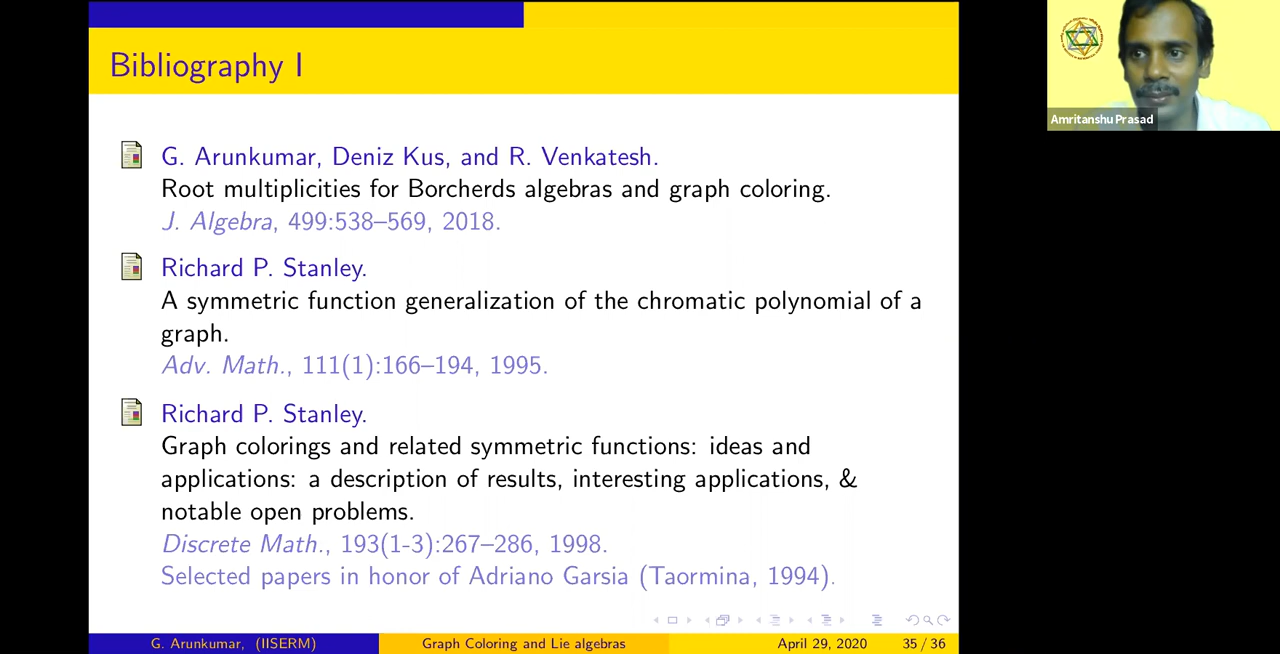 Bibliography I
G. Arunkumar, Deniz Kus, and R. Venkatesh.
Root multiplicities for Borcherds algebras and graph coloring.
J. Algebra, 499:538–569, 2018.
Richard P. Stanley.
A symmetric function generalization of the chromatic polynomial of a
graph.
Adv. Math., 111(1):166–194, 1995.
Richard P. Stanley.
Graph colorings and related symmetric functions: ideas and
applications: a description of results, interesting applications, &
notable open problems.
Discrete Math., 193(1-3):267–286, 1998.
Selected papers in honor of Adriano Garsia (Taormina, 1994).
G. Arunkumar, (IISERM) Graph Coloring and Lie algebras April 29, 2020 35 / 36
Amritanshu Prasad